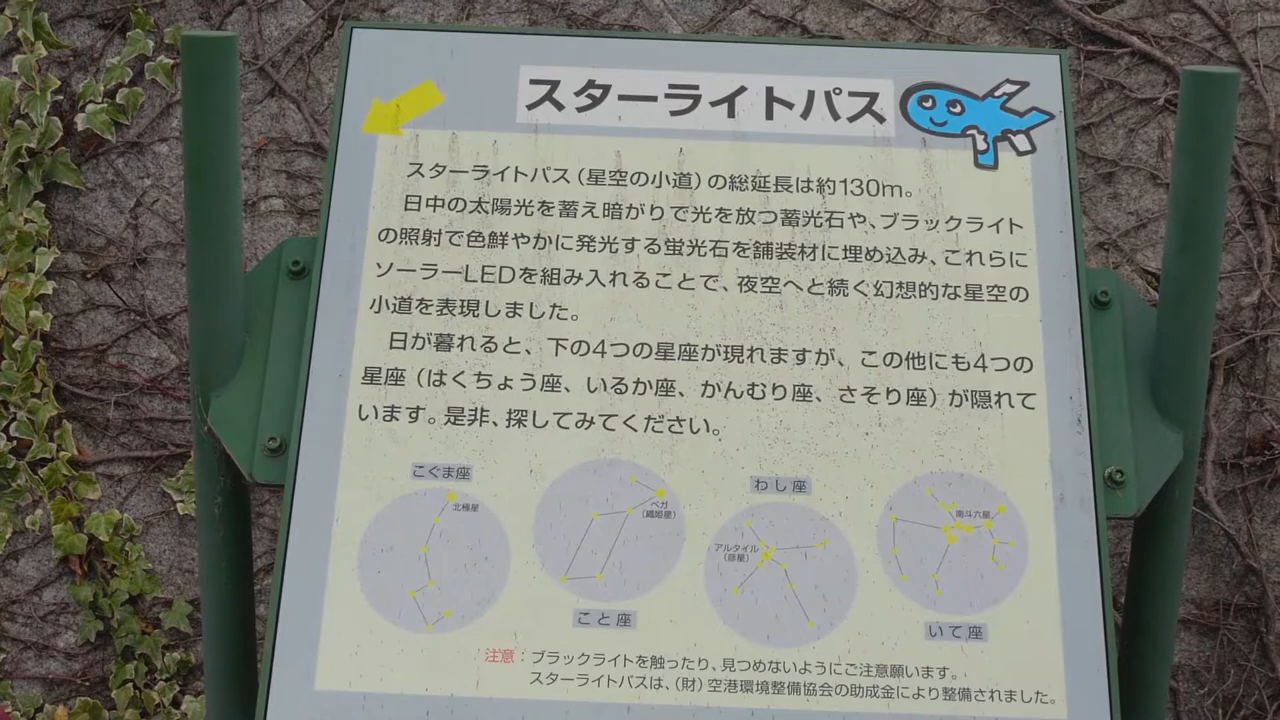 スターライトパス
スターライトパス(星空の小道)の総延長は約130m。
日中の太陽光を蓄え暗がりで光を放つ蓄光石や、ブラックライト
の照射で色鮮やかに発光する蛍光石を舗装材に埋め込み、これらに
ソーラーLEDを組み入れることで、夜空へと続く幻想的な星空の
小道を表現しました。
日が暮れると、下の4つの星座が現れますが、この他にも4つの
星座(はくちょう座、いるか座、かんむり座、さそり座)が隠れて
います。是非、探してみてください。
こぐま座
北極星
ベガ
(織姫星)
こと座
わし座
アルタイル
(彦星)
南斗六星
いて座
注意:ブラックライトを触ったり、見つめないようにご注意願います。
スターライトパスは、(財)空港環境整備協会の助成金により整備されました。